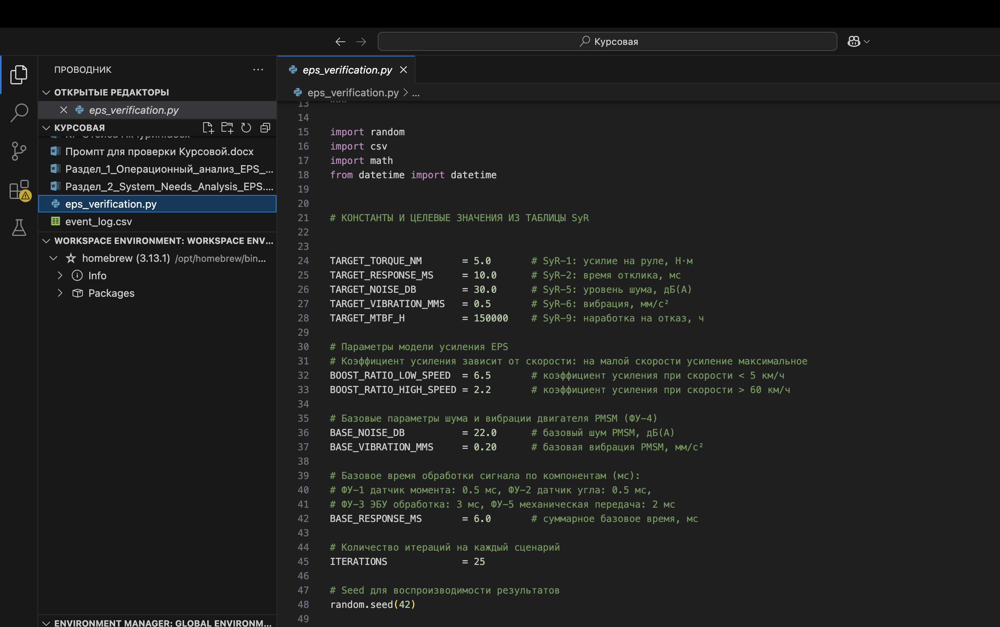 Курсовая
ПРОВОДНИК
ОТКРЫТЫЕ РЕДАКТОРЫ
eps_verification.py
КУРСОВАЯ
Промпт для проверки Курсовой.docx
Раздел_1_Операционный_анализ_EPS_...
Раздел_2_System_Needs_Analysis_EPS....
eps_verification.py
event_log.csv
WORKSPACE ENVIRONMENT: WORKSPACE ENV...
homebrew (3.13.1) /opt/homebrew/bin...
Info
Packages
ENVIRONMENT MANAGER: GLOBAL ENVIRONM...
eps_verification.py
eps_verification.py > ...
13 """
14
15 import random
16 import csv
17 import math
18 from datetime import datetime
19
20
21 # КОНСТАНТЫ И ЦЕЛЕВЫЕ ЗНАЧЕНИЯ ИЗ ТАБЛИЦЫ SyR
22
23
24 TARGET_TORQUE_NM = 5.0 # SyR-1: усилие на руле, Н·м
25 TARGET_RESPONSE_MS = 10.0 # SyR-2: время отклика, мс
26 TARGET_NOISE_DB = 30.0 # SyR-5: уровень шума, дБ(А)
27 TARGET_VIBRATION_MMS = 0.5 # SyR-6: вибрация, мм/с²
28 TARGET_MTBF_H = 150000 # SyR-9: наработка на отказ, ч
29
30 # Параметры модели усиления EPS
31 # Коэффициент усиления зависит от скорости: на малой скорости усиление максимальное
32 BOOST_RATIO_LOW_SPEED = 6.5 # коэффициент усиления при скорости < 5 км/ч
33 BOOST_RATIO_HIGH_SPEED = 2.2 # коэффициент усиления при скорости > 60 км/ч
34
35 # Базовые параметры шума и вибрации двигателя PMSM (ФУ-4)
36 BASE_NOISE_DB = 22.0 # базовый шум PMSM, дБ(А)
37 BASE_VIBRATION_MMS = 0.20 # базовая вибрация PMSM, мм/с²
38
39 # Базовое время обработки сигнала по компонентам (мс):
40 # ФУ-1 датчик момента: 0.5 мс, ФУ-2 датчик угла: 0.5 мс,
41 # ФУ-3 ЭБУ обработка: 3 мс, ФУ-5 механическая передача: 2 мс
42 BASE_RESPONSE_MS = 6.0 # суммарное базовое время, мс
43
44 # Количество итераций на каждый сценарий
45 ITERATIONS = 25
46
47 # Seed для воспроизводимости результатов
48 random.seed(42)
49